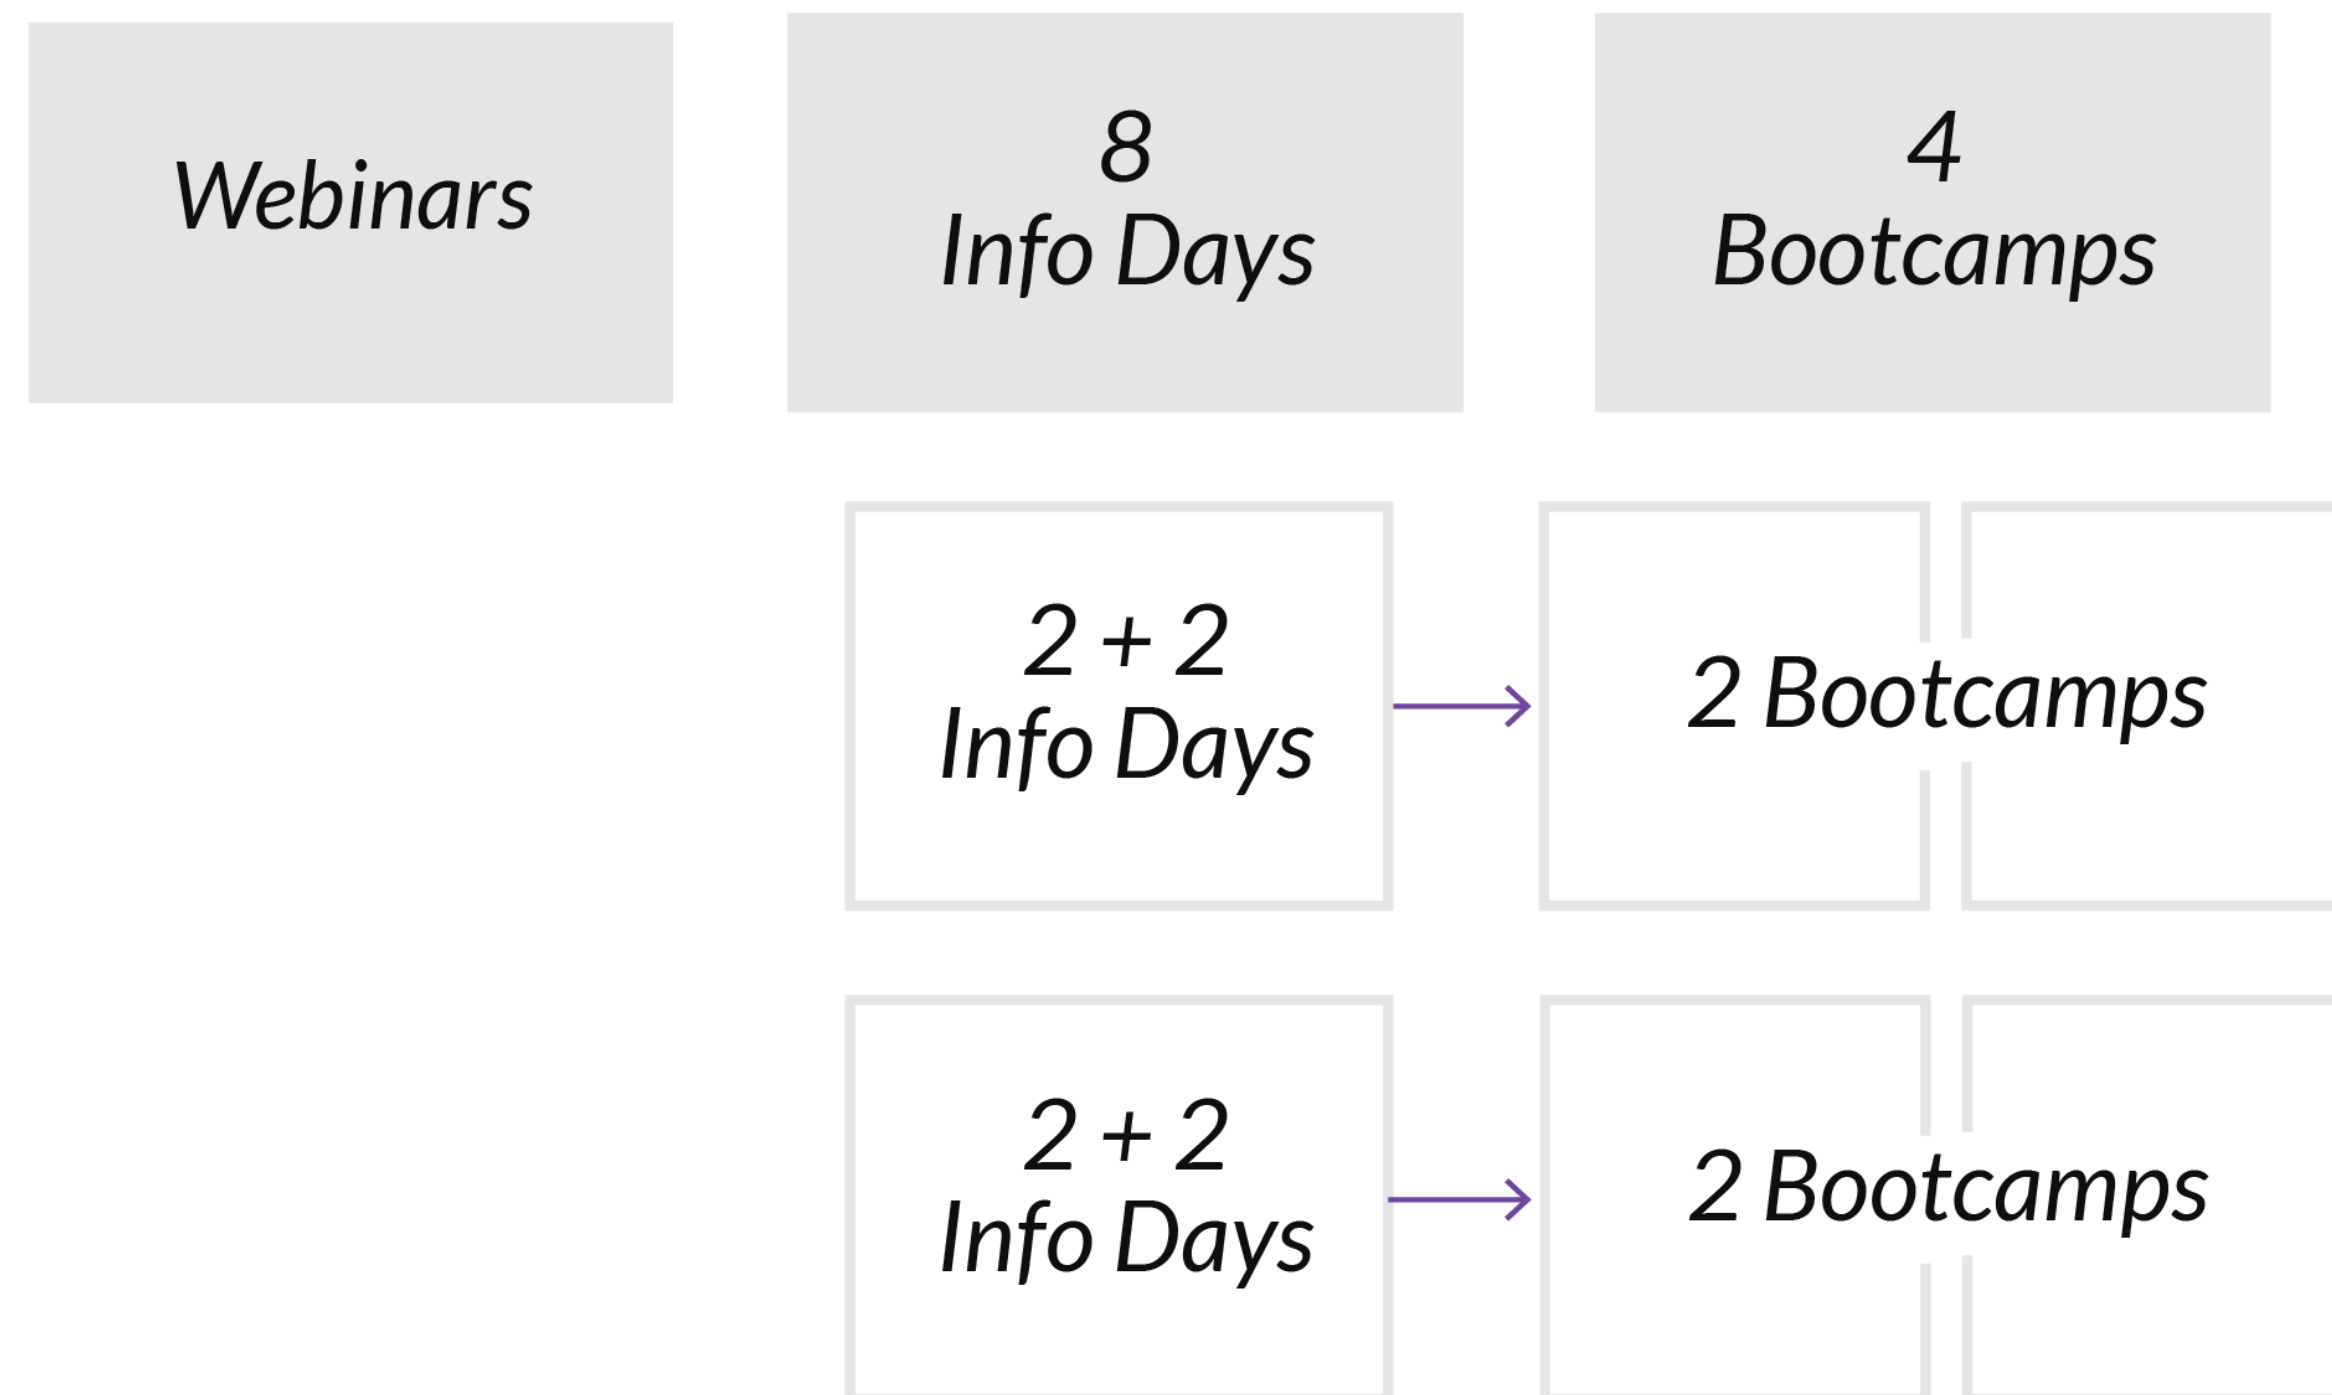 Webinars
8
Info Days
4
Bootcamps
2 + 2
Info Days
2 Bootcamps
2 + 2
Info Days
2 Bootcamps